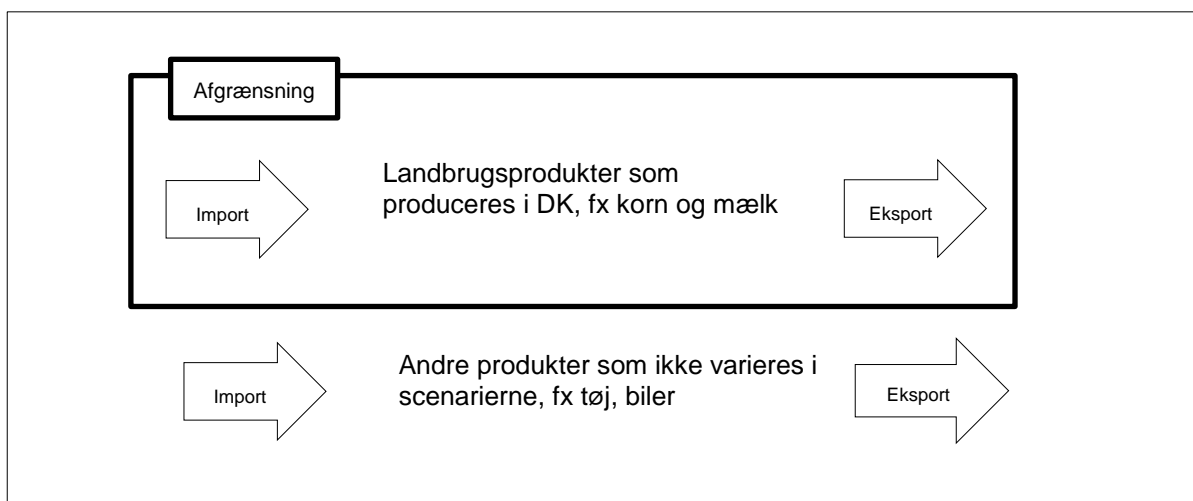 Afgrænsning
Import
Landbrugsprodukter som
produceres i DK, fx korn og mælk
Eksport
Import
Andre produkter som ikke varieres i
scenarierne, fx tøj, biler
Eksport